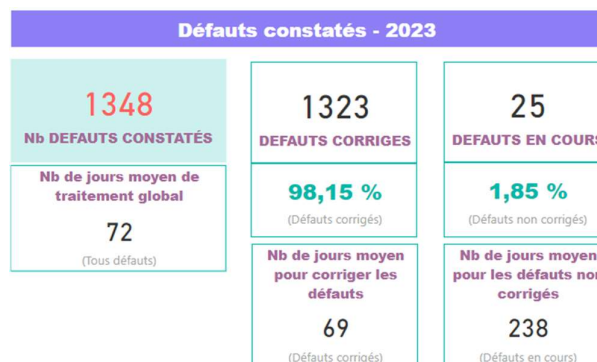 Défauts constatés - 2023
1348
Nb DEFAUTS CONSTATÉS
Nb de jours moyen de
traitement global
72
(Tous défauts)
1323
DEFAUTS CORRIGES
98,15 %
(Défauts corrigés)
Nb de jours moyen
pour corriger les
défauts
69
(Défauts corrigés)
25
DEFAUTS EN COURS
1,85 %
(Défauts non corrigés)
Nb de jours moyen
pour les défauts non
corrigés
238
(Défauts en cours)